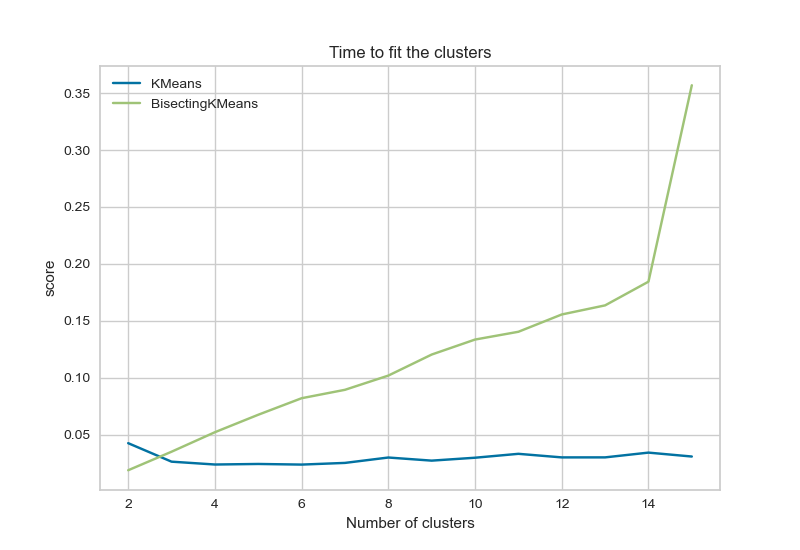 Time to fit the clusters
KMeans
BisectingKMeans
0.35
0.30
0.25
0.20
0.15
0.10
0.05
score
2 4 6 8 10 12 14
Number of clusters